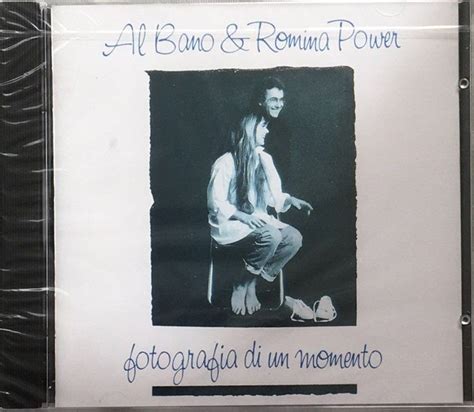 Al Bano & Romina Power
fotografia di un momento